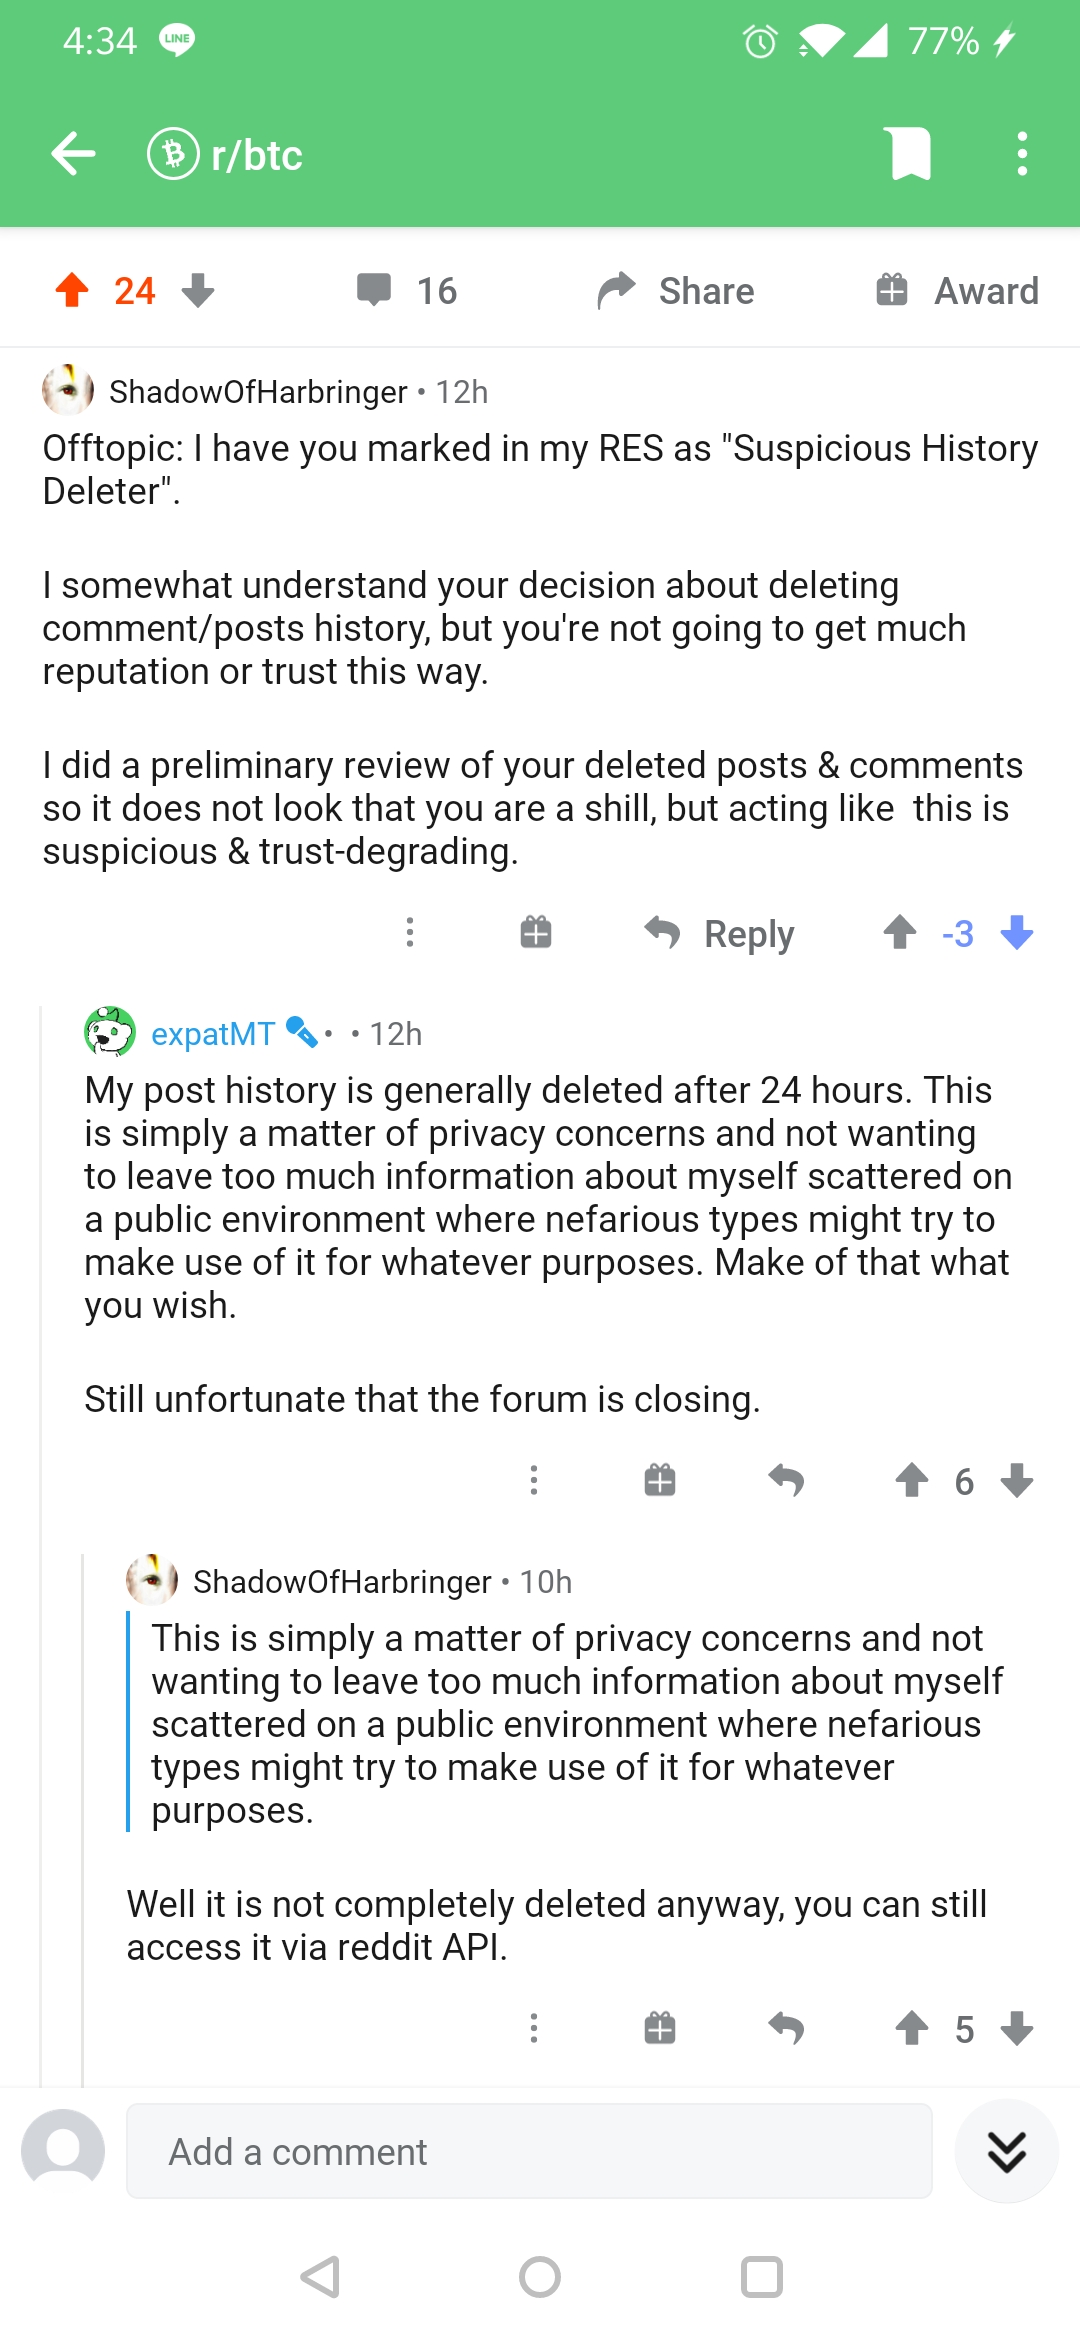 4:34 LINE 77%
r/btc
24 16 Share Award
ShadowOfHarbringer • 12h
Offtopic: I have you marked in my RES as "Suspicious History
Deleter".
I somewhat understand your decision about deleting
comment/posts history, but you're not going to get much
reputation or trust this way.
I did a preliminary review of your deleted posts & comments
so it does not look that you are a shill, but acting like  this is
suspicious & trust-degrading.
Reply -3
expatMT • • 12h
My post history is generally deleted after 24 hours. This
is simply a matter of privacy concerns and not wanting
to leave too much information about myself scattered on
a public environment where nefarious types might try to
make use of it for whatever purposes. Make of that what
you wish.
Still unfortunate that the forum is closing.
6
ShadowOfHarbringer • 10h
This is simply a matter of privacy concerns and not
wanting to leave too much information about myself
scattered on a public environment where nefarious
types might try to make use of it for whatever
purposes.
Well it is not completely deleted anyway, you can still
access it via reddit API.
5
Add a comment